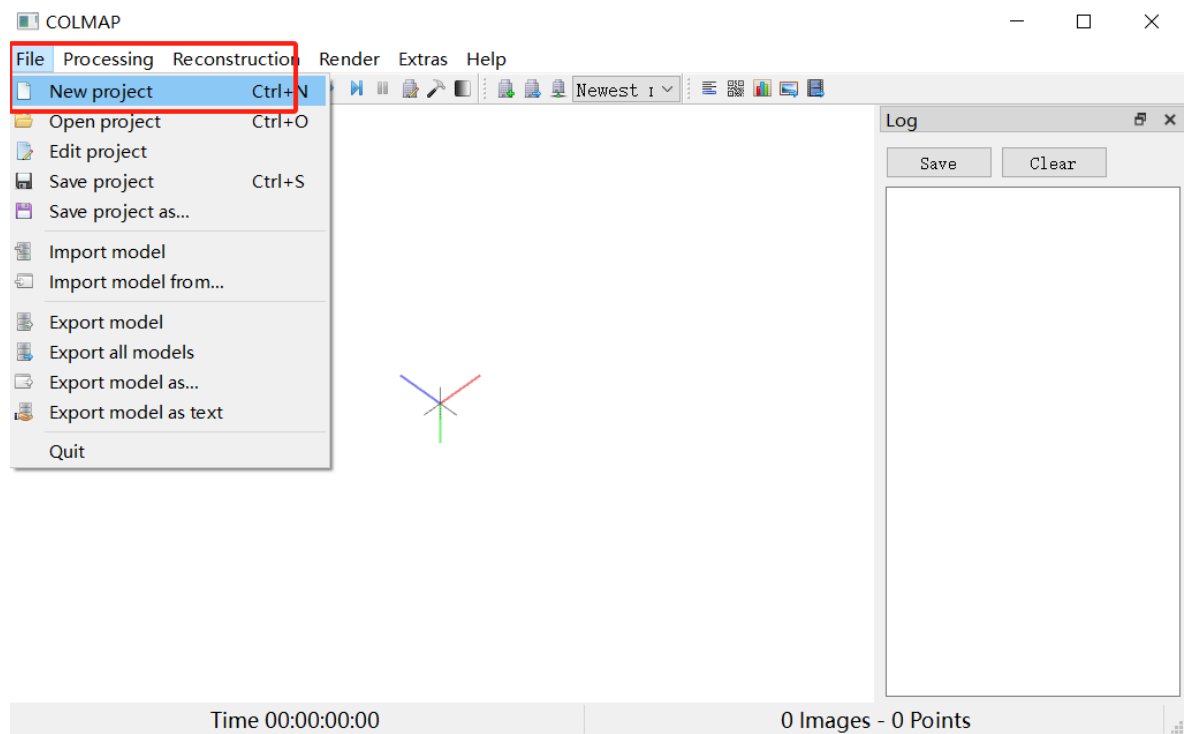 COLMAP
File Processing Reconstruction Render Extras Help
New project Ctrl+N
Newest
Open project Ctrl+O
Edit project
Save project Ctrl+S
Save project as...
Import model
Import model from...
Export model
Export all models
Export model as...
Export model as text
Quit
Log
Save Clear
Time 00:00:00:00
0 Images - 0 Points